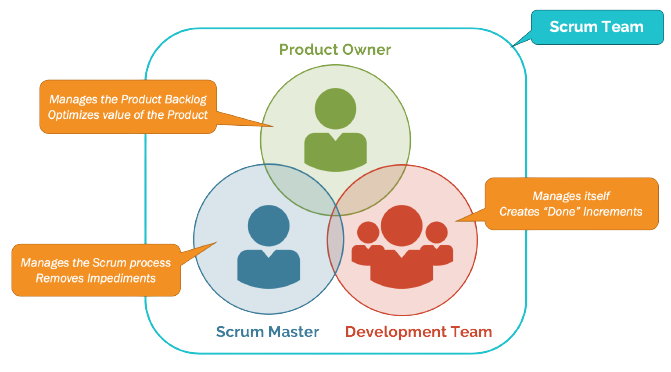 Scrum Team
Product Owner
Manages the Product Backlog
Optimizes value of the Product
Manages itself
Creates "Done" Increments
Manages the Scrum process
Removes Impediments
Scrum Master
Development Team